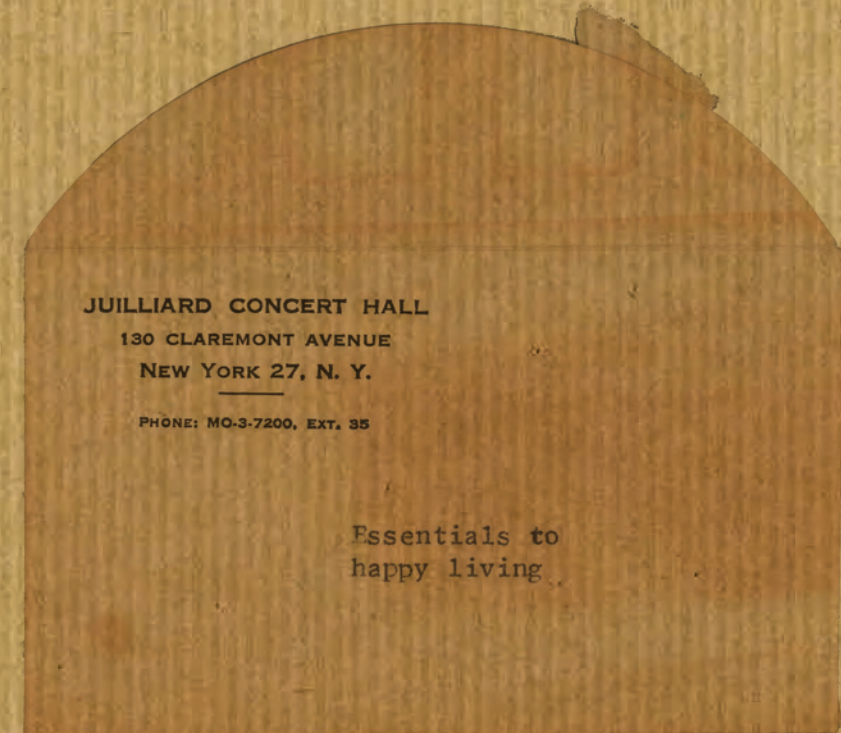 JUILLIARD CONCERT HALL
130 CLAREMONT AVENUE
NEW YORK 27, N. Y.
PHONE: MO-3-7200, EXT. 35
Essentials to
happy living